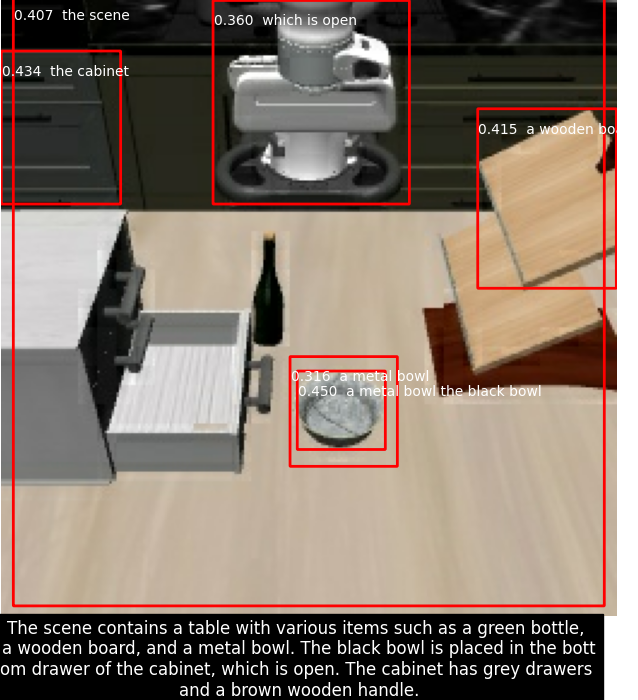 0.407 the scene
0.360 which is open
0.434 the cabinet
0.415 a wooden bo
0.316 a metal bowl
0.450 a metal bowl the black bowl
The scene contains a table with various items such as a green bottle,
a wooden board, and a metal bowl. The black bowl is placed in the bott
om drawer of the cabinet, which is open. The cabinet has grey drawers
and a brown wooden handle.